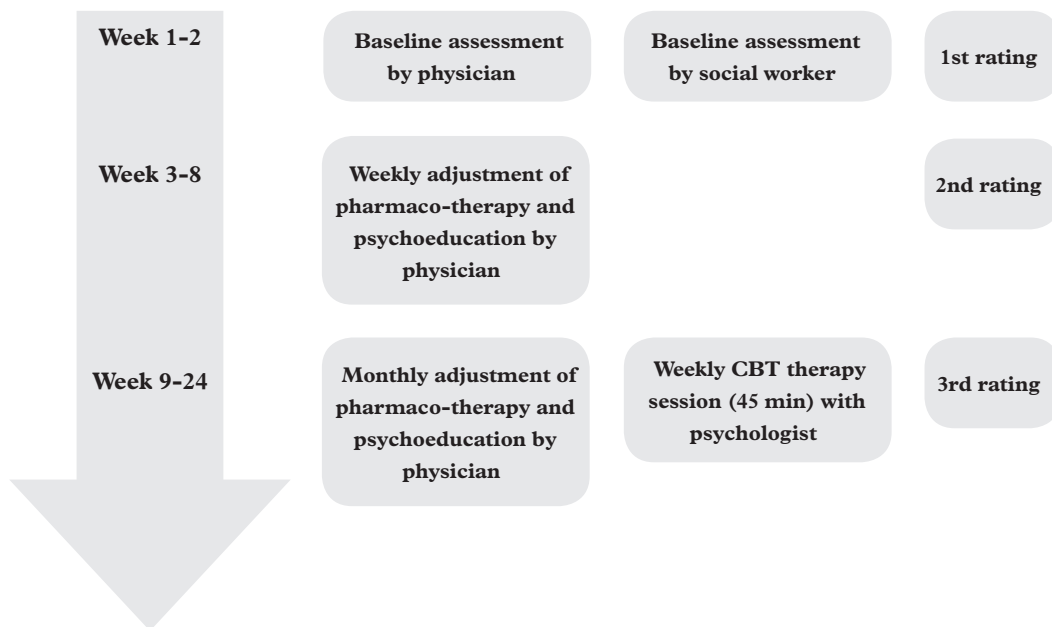 Week 1-2
Baseline assessment
by physician
Baseline assessment
by social worker
1st rating
Week 3-8
Weekly adjustment of
pharmaco-therapy and
psychoeducation by
physician
2nd rating
Week 9-24
Monthly adjustment of
pharmaco-therapy and
psychoeducation by
physician
Weekly CBT therapy
session (45 min) with
psychologist
3rd rating